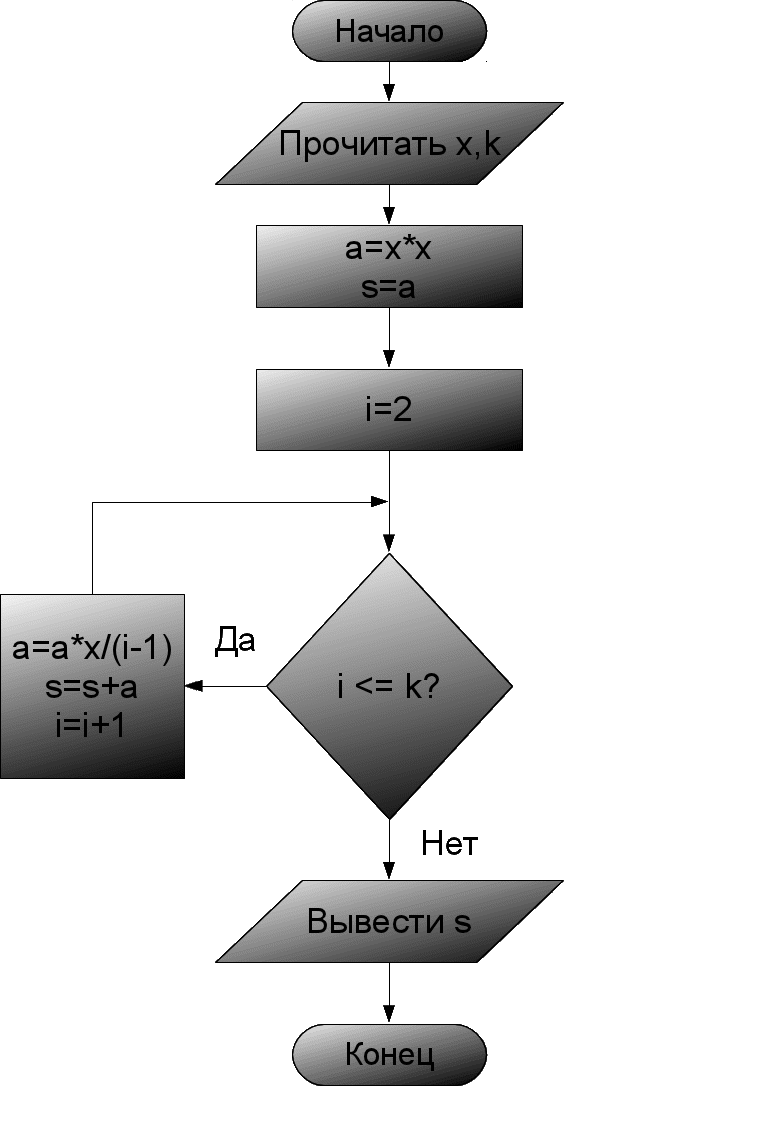 Начало
Прочитать x,k
a=x*x
s=a
i=2
Да
a=a*x/(i-1)
s=s+a
i=i+1
i <= k?
Нет
Вывести s
Конец